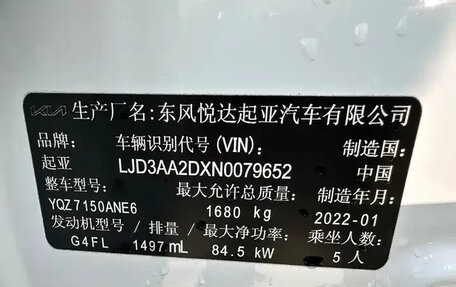 KIA 生产厂名:东风悦达起亚汽车有限公司
品牌: 车辆识别代号(VIN): 制造国:
起亚 LJD3AA2DXN0079652 中国
整车型号: 最大允许总质量: 制造年月:
YQZ7150ANE6 1680 kg 2022-01
发动机型号/排量/最大净功率: 乘坐人数:
G4FL 1497mL 84.5 kW 5 人